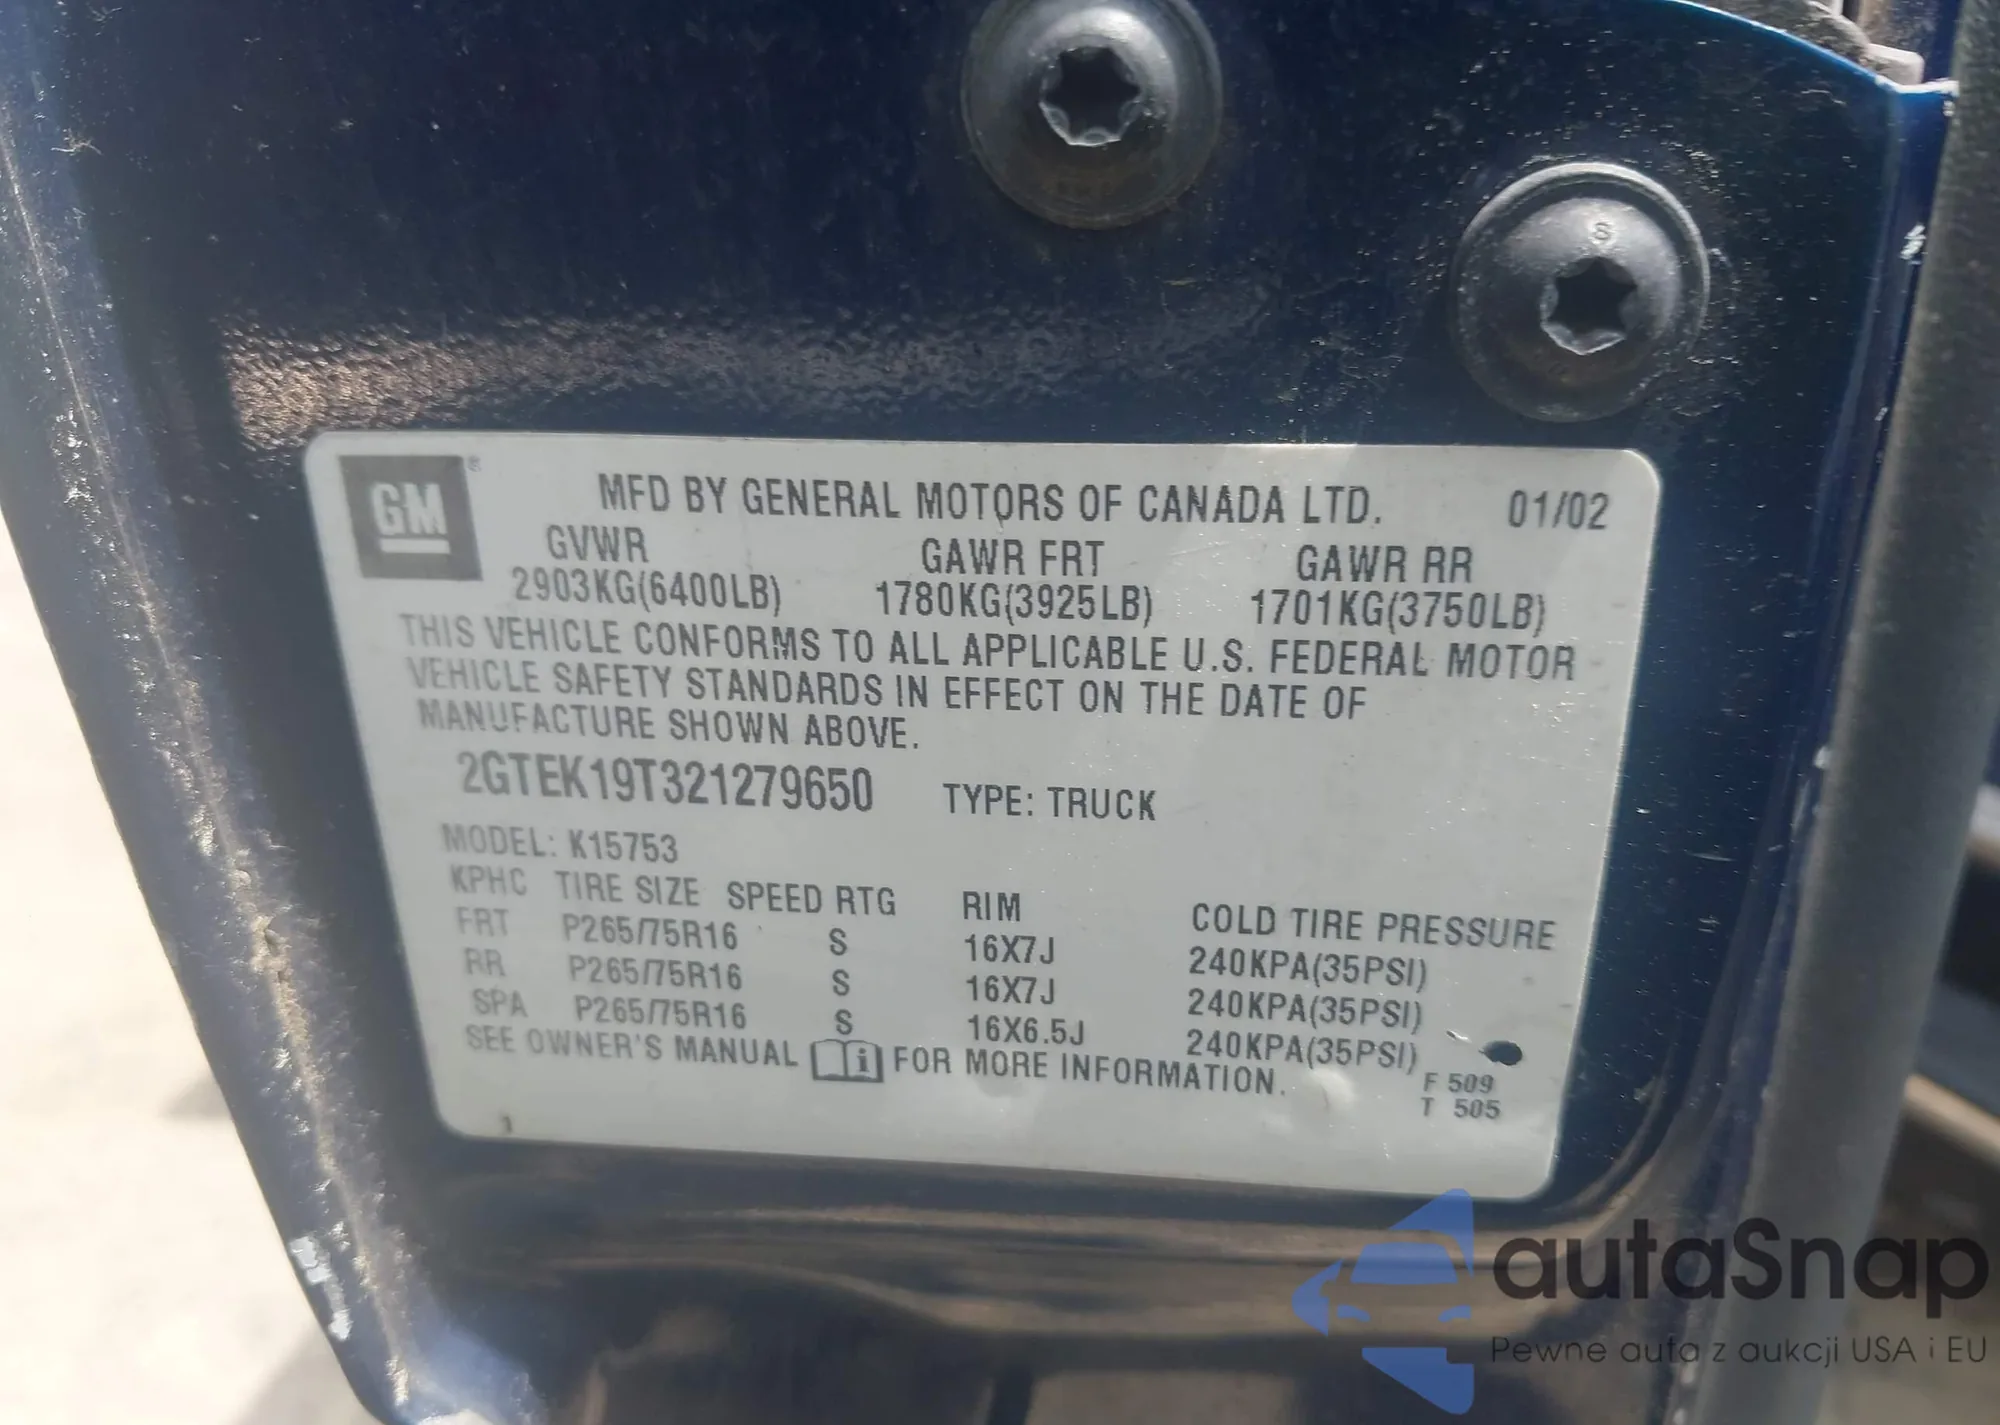 GM®
MFD BY GENERAL MOTORS OF CANADA LTD. 01/02
GVWR GAWR FRT GAWR RR
2903KG(6400LB) 1780KG(3925LB) 1701KG(3750LB)
THIS VEHICLE CONFORMS TO ALL APPLICABLE U.S. FEDERAL MOTOR
VEHICLE SAFETY STANDARDS IN EFFECT ON THE DATE OF
MANUFACTURE SHOWN ABOVE.
2GTEK19T321279650 TYPE: TRUCK
MODEL: K15753
KPHC TIRE SIZE SPEED RTG RIM COLD TIRE PRESSURE
FRT P265/75R16 S 16X7J 240KPA(35PSI)
RR P265/75R16 S 16X7J 240KPA(35PSI)
SPA P265/75R16 S 16X6.5J 240KPA(35PSI)
SEE OWNER'S MANUAL i FOR MORE INFORMATION.
F 509
T 505
S
autaSnap
Pewne auta z aukcji USA i EU